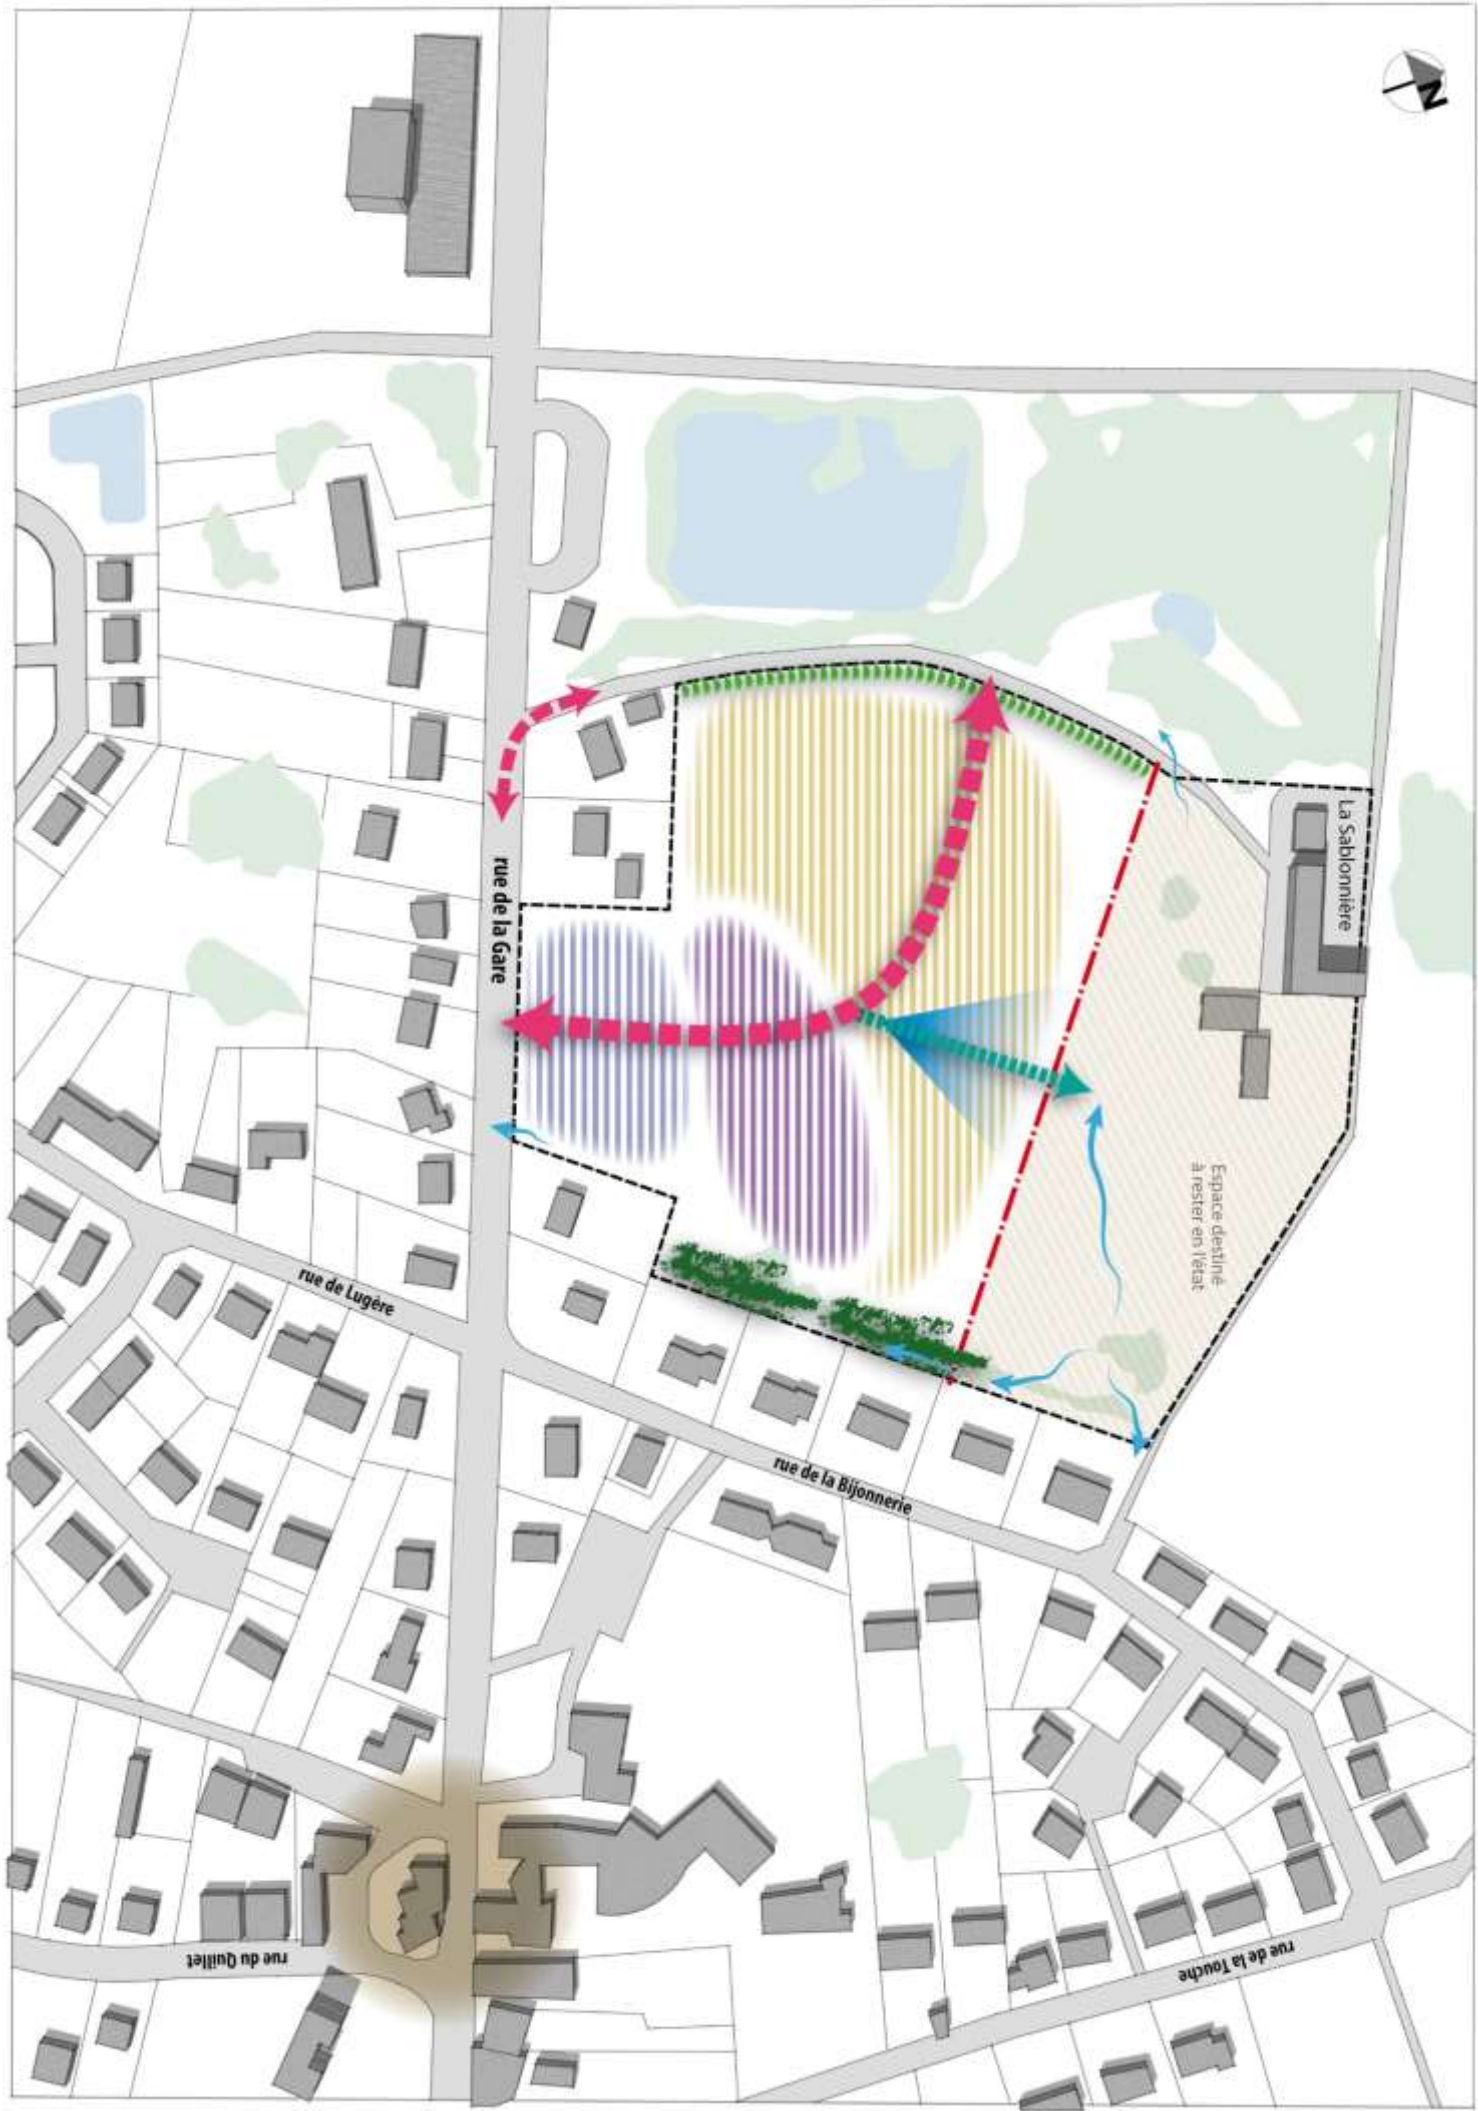 N
La Sablonnière
rue de la Gare
Espace destiné
à rester en l'état
rue de Lugère
rue de la Bijonnerie
rue du Quillet
rue de la Touche